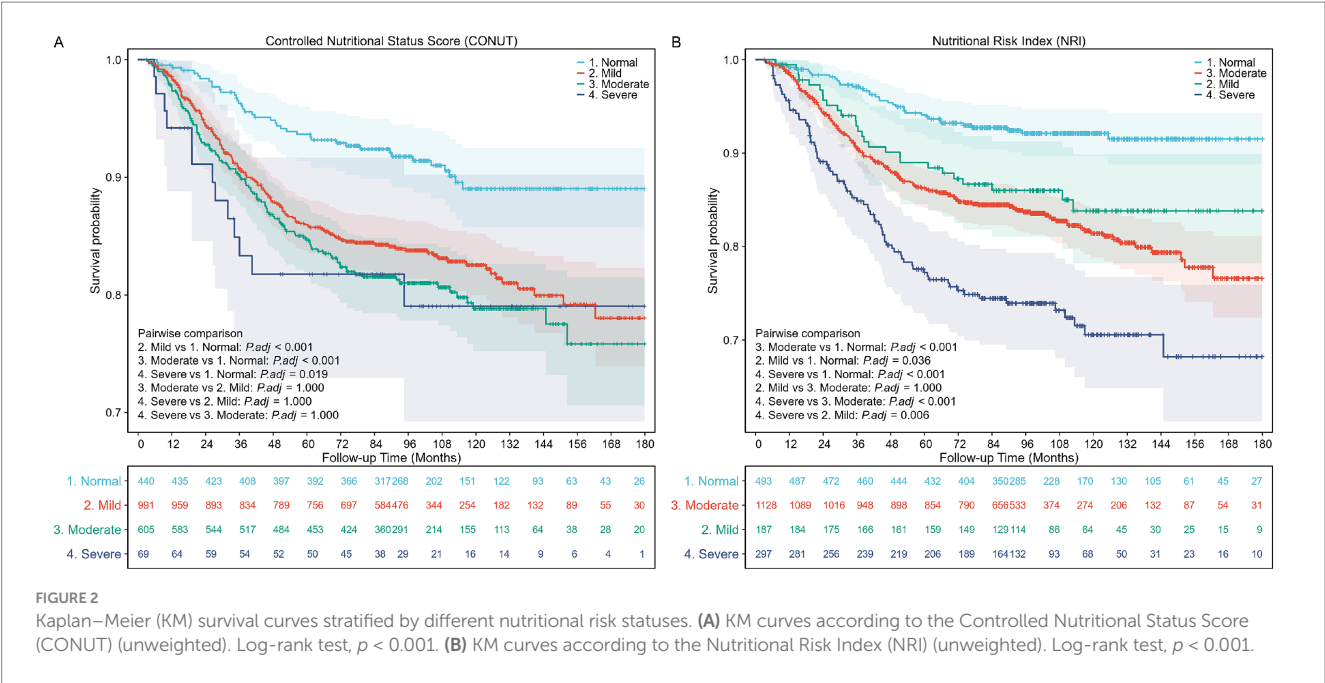 A
Controlled Nutritional Status Score (CONUT)
1.0
0.9
0.8
0.7
Survival probability
1. Normal
2. Mild
3. Moderate
4. Severe
Pairwise comparison
2. Mild vs 1. Normal: P.adj < 0.001
3. Moderate vs 1. Normal: P.adj < 0.001
4. Severe vs 1. Normal: P.adj = 0.019
3. Moderate vs 2. Mild: P.adj = 1.000
4. Severe vs 2. Mild: P.adj = 1.000
4. Severe vs 3. Moderate: P.adj = 1.000
0 12 24 36 48 60 72 84 96 108 120 132 144 156 168 180
Follow-up Time (Months)
1. Normal 440 435 423 408 397 392 366 317 268 202 151 122 93 63 43 26
2. Mild 991 959 893 834 789 756 697 584 476 344 254 182 132 89 55 30
3. Moderate 605 583 544 517 484 453 424 360 291 214 155 113 64 38 28 20
4. Severe 69 64 59 54 52 50 45 38 29 21 16 14 9 6 4 1
B
Nutritional Risk Index (NRI)
1.0
0.9
0.8
0.7
Survival probability
1. Normal
3. Moderate
2. Mild
4. Severe
Pairwise comparison
3. Moderate vs 1. Normal: P.adj < 0.001
2. Mild vs 1. Normal: P.adj = 0.036
4. Severe vs 1. Normal: P.adj < 0.001
2. Mild vs 3. Moderate: P.adj = 1.000
4. Severe vs 3. Moderate: P.adj < 0.001
4. Severe vs 2. Mild: P.adj = 0.006
0 12 24 36 48 60 72 84 96 108 120 132 144 156 168 180
Follow-up Time (Months)
1. Normal 493 487 472 460 444 432 404 350 285 228 170 130 105 61 45 27
3. Moderate 1128 1089 1016 948 898 854 790 656 533 374 274 206 132 87 54 31
2. Mild 187 184 175 166 161 159 149 129 114 86 64 45 30 25 15 9
4. Severe 297 281 256 239 219 206 189 164 132 93 68 50 31 23 16 10
FIGURE 2
Kaplan–Meier (KM) survival curves stratified by different nutritional risk statuses. (A) KM curves according to the Controlled Nutritional Status Score
(CONUT) (unweighted). Log-rank test, p < 0.001. (B) KM curves according to the Nutritional Risk Index (NRI) (unweighted). Log-rank test, p < 0.001.